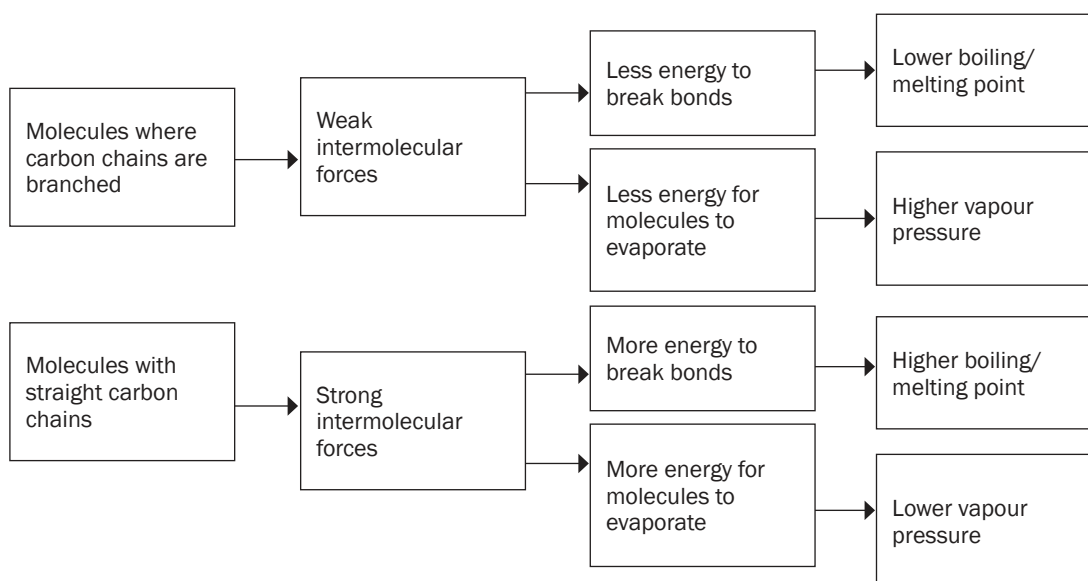 Molecules where
carbon chains are
branched
Weak
intermolecular
forces
Less energy to
break bonds
Lower boiling/
melting point
Less energy for
molecules to
evaporate
Higher vapour
pressure
Molecules with
straight carbon
chains
Strong
intermolecular
forces
More energy to
break bonds
Higher boiling/
melting point
More energy for
molecules to
evaporate
Lower vapour
pressure